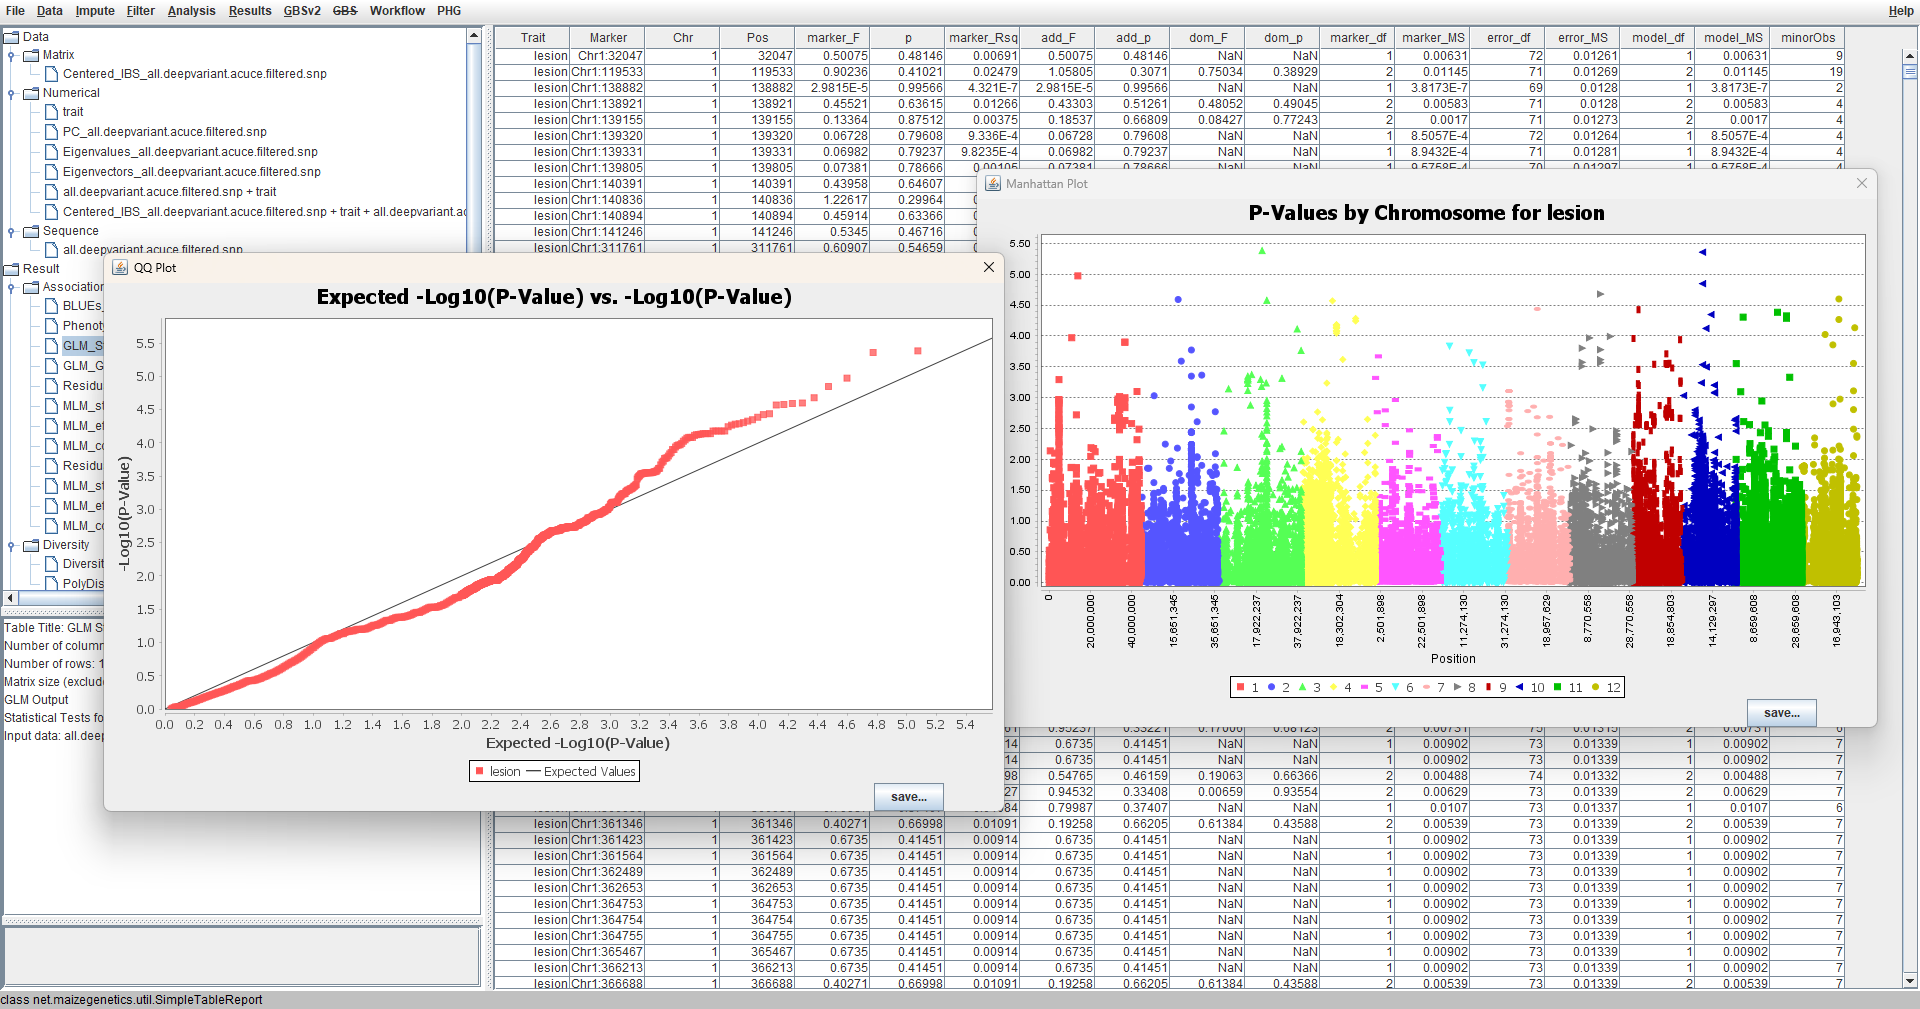 File Data Impute Filter Analysis Results GBSv2 GBS Workflow PHG Help
Data
Matrix
Centered_IBS_all.deepvariant.acuce.filtered.snp
Numerical
trait
PC_all.deepvariant.acuce.filtered.snp
Eigenvalues_all.deepvariant.acuce.filtered.snp
Eigenvectors_all.deepvariant.acuce.filtered.snp
all.deepvariant.acuce.filtered.snp + trait
Centered_IBS_all.deepvariant.acuce.filtered.snp + trait + all.deepvariant.ac
Sequence
all.deepvariant.acuce.filtered.snp
Result
Association
BLUEs_
Phenoty
GLM_S
GLM_G
Residu
MLM_st
MLM_ef
MLM_co
Residu
MLM_st
MLM_ef
MLM_co
Diversity
Diversit
PolyDis
Table Title: GLM S
Number of column
Number of rows: 1
Matrix size (exclud
GLM Output
Statistical Tests fo
Input data: all.deep
class net.maizegenetics.util.SimpleTableReport
Trait Marker Chr Pos marker_F p marker_Rsq add_F add_p dom_F dom_p marker_df marker_MS error_df error_MS model_df model_MS minorObs
lesion Chr1:32047 1 32047 0.50075 0.48146 0.00691 0.50075 0.48146 NaN NaN 1 0.00631 72 0.01261 1 0.00631 9
lesion Chr1:119533 1 119533 0.90236 0.41021 0.02479 1.05805 0.3071 0.75034 0.38929 2 0.01145 71 0.01269 2 0.01145 19
lesion Chr1:138882 1 138882 2.9815E-5 0.99566 4.321E-7 2.9815E-5 0.99566 NaN NaN 1 3.8173E-7 69 0.0128 1 3.8173E-7 2
lesion Chr1:138921 1 138921 0.45521 0.63615 0.01266 0.43303 0.51261 0.48052 0.49045 2 0.00583 71 0.0128 2 0.00583 4
lesion Chr1:139155 1 139155 0.13364 0.87512 0.00375 0.18537 0.66809 0.08427 0.77243 2 0.0017 71 0.01273 2 0.0017 4
lesion Chr1:139320 1 139320 0.06728 0.79608 9.336E-4 0.06728 0.79608 NaN NaN 1 8.5057E-4 72 0.01264 1 8.5057E-4 4
lesion Chr1:139331 1 139331 0.06982 0.79237 9.8235E-4 0.06982 0.79237 NaN NaN 1 8.9432E-4 71 0.01281 1 8.9432E-4 4
lesion Chr1:139805 1 139805 0.07381 0.78666 0.00105 0.07381 0.78666 NaN NaN 1 9.5758E-4 70 0.01297 1 9.5758E-4 4
lesion Chr1:140391 1 140391 0.43958 0.64607
lesion Chr1:140836 1 140836 1.22617 0.29964
lesion Chr1:140894 1 140894 0.45914 0.63366
lesion Chr1:141246 1 141246 0.5345 0.46716
lesion Chr1:311761 1 311761 0.60907 0.54659
QQ Plot
Expected -Log10(P-Value) vs. -Log10(P-Value)
-Log10(P-Value)
5.5
5.0
4.5
4.0
3.5
3.0
2.5
2.0
1.5
1.0
0.5
0.0
0.0 0.2 0.4 0.6 0.8 1.0 1.2 1.4 1.6 1.8 2.0 2.2 2.4 2.6 2.8 3.0 3.2 3.4 3.6 3.8 4.0 4.2 4.4 4.6 4.8 5.0 5.2 5.4
Expected -Log10(P-Value)
lesion Expected Values
save...
Manhattan Plot
P-Values by Chromosome for lesion
5.50
5.00
4.50
4.00
3.50
3.00
2.50
2.00
1.50
1.00
0.50
0.00
0 20,000,000 40,000,000 15,651,345 35,651,345 17,922,237 37,922,237 18,302,304 2,501,898 22,501,898 11,274,130 31,274,130 18,957,629 8,770,558 28,770,558 18,854,803 14,129,297 8,659,608 28,659,608 16,943,103
Position
1 2 3 4 5 6 7 8 9 10 11 12
save...
14 0.6735 0.41451 NaN NaN 1 0.00902 73 0.01339 1 0.00902 7
14 0.6735 0.41451 NaN NaN 1 0.00902 73 0.01339 1 0.00902 7
98 0.54765 0.46159 0.19063 0.66366 2 0.00488 74 0.01332 2 0.00488 7
27 0.94532 0.33408 0.00659 0.93554 2 0.00629 73 0.01339 2 0.00629 7
84 0.79987 0.37407 NaN NaN 1 0.0107 73 0.01337 1 0.0107 6
lesion Chr1:361346 1 361346 0.40271 0.66998 0.01091 0.19258 0.66205 0.61384 0.43588 2 0.00539 73 0.01339 2 0.00539 7
lesion Chr1:361423 1 361423 0.6735 0.41451 0.00914 0.6735 0.41451 NaN NaN 1 0.00902 73 0.01339 1 0.00902 7
lesion Chr1:361564 1 361564 0.6735 0.41451 0.00914 0.6735 0.41451 NaN NaN 1 0.00902 73 0.01339 1 0.00902 7
lesion Chr1:362489 1 362489 0.6735 0.41451 0.00914 0.6735 0.41451 NaN NaN 1 0.00902 73 0.01339 1 0.00902 7
lesion Chr1:362653 1 362653 0.6735 0.41451 0.00914 0.6735 0.41451 NaN NaN 1 0.00902 73 0.01339 1 0.00902 7
lesion Chr1:364753 1 364753 0.6735 0.41451 0.00914 0.6735 0.41451 NaN NaN 1 0.00902 73 0.01339 1 0.00902 7
lesion Chr1:364754 1 364754 0.6735 0.41451 0.00914 0.6735 0.41451 NaN NaN 1 0.00902 73 0.01339 1 0.00902 7
lesion Chr1:364755 1 364755 0.6735 0.41451 0.00914 0.6735 0.41451 NaN NaN 1 0.00902 73 0.01339 1 0.00902 7
lesion Chr1:365467 1 365467 0.6735 0.41451 0.00914 0.6735 0.41451 NaN NaN 1 0.00902 73 0.01339 1 0.00902 7
lesion Chr1:366213 1 366213 0.6735 0.41451 0.00914 0.6735 0.41451 NaN NaN 1 0.00902 73 0.01339 1 0.00902 7
lesion Chr1:366688 1 366688 0.40271 0.66998 0.01091 0.19258 0.66205 0.61384 0.43588 2 0.00539 73 0.01339 2 0.00539 7